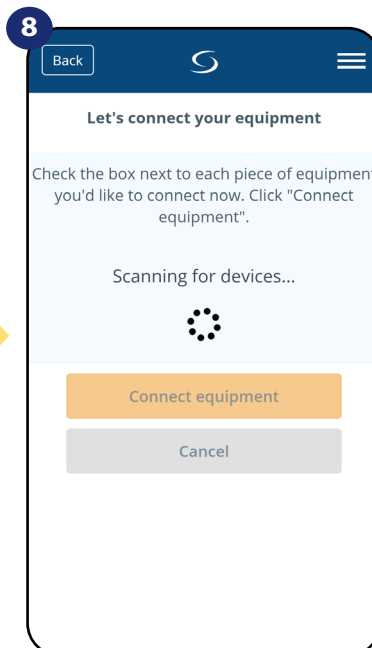 8
Back
Let's connect your equipment
Check the box next to each piece of equipment
you'd like to connect now. Click "Connect
equipment".
Scanning for devices...
Connect equipment
Cancel